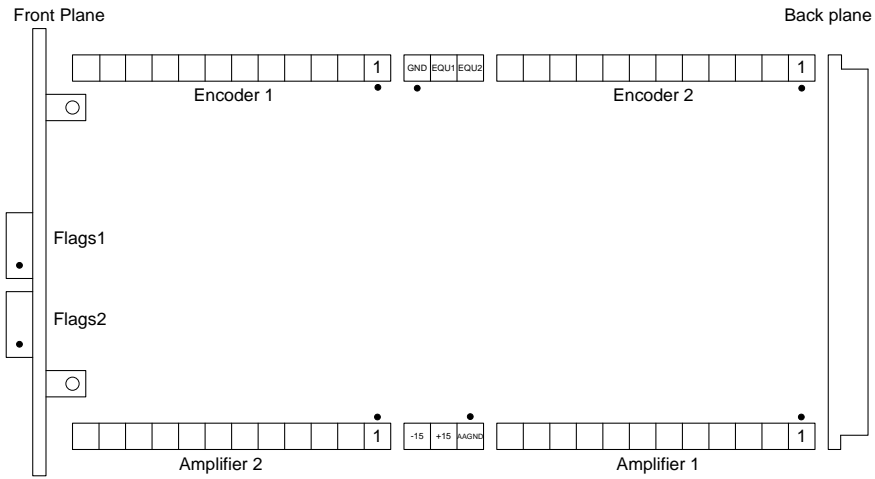 Front Plane
Back plane
1
GND EQU1 EQU2
1
Encoder 1
Encoder 2
Flags1
Flags2
1
-15 +15 AAGND
1
Amplifier 2
Amplifier 1